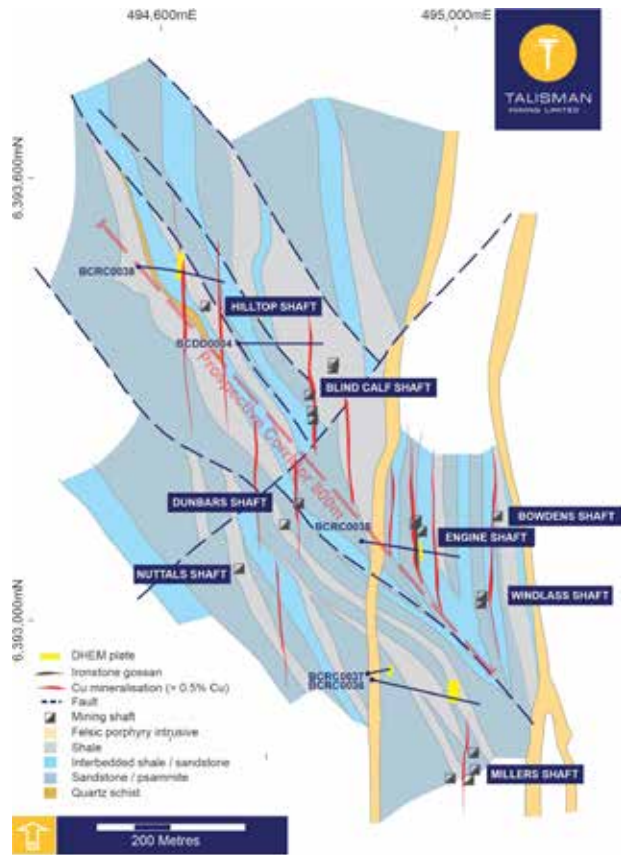 494,600mE
495,000mE
TALISMAN
MINING LIMITED
6,393,600mN
BCRC0038
HILLTOP SHAFT
BCDD0004
BLIND CALF SHAFT
Prospective Corridor 800m
DUNBARS SHAFT
BOWDENS SHAFT
BCRC0035
ENGINE SHAFT
NUTTALS SHAFT
WINDLASS SHAFT
6,393,000mN
DHEM plate
Ironstone gossan
Cu mineralisation (> 0.5% Cu)
Fault
Mining shaft
Felsic porphyry intrusive
Shale
Interbedded shale / sandstone
Sandstone / psammite
Quartz schist
BCRC0037
BCRC0036
MILLERS SHAFT
200 Metres